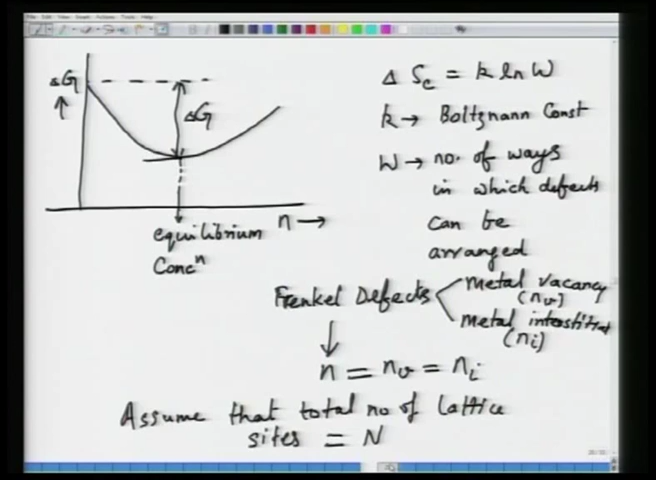 ΔG
ΔG
n →
equilibrium
Concⁿ
Δ Sc = k ln W
k → Boltzmann Const
W → no. of ways
in which defects
can be
arranged
Frenkel Defects
Metal vacancy
(nv)
Metal interstitial
(ni)
n = nv = ni
Assume that total no of lattice
sites = N